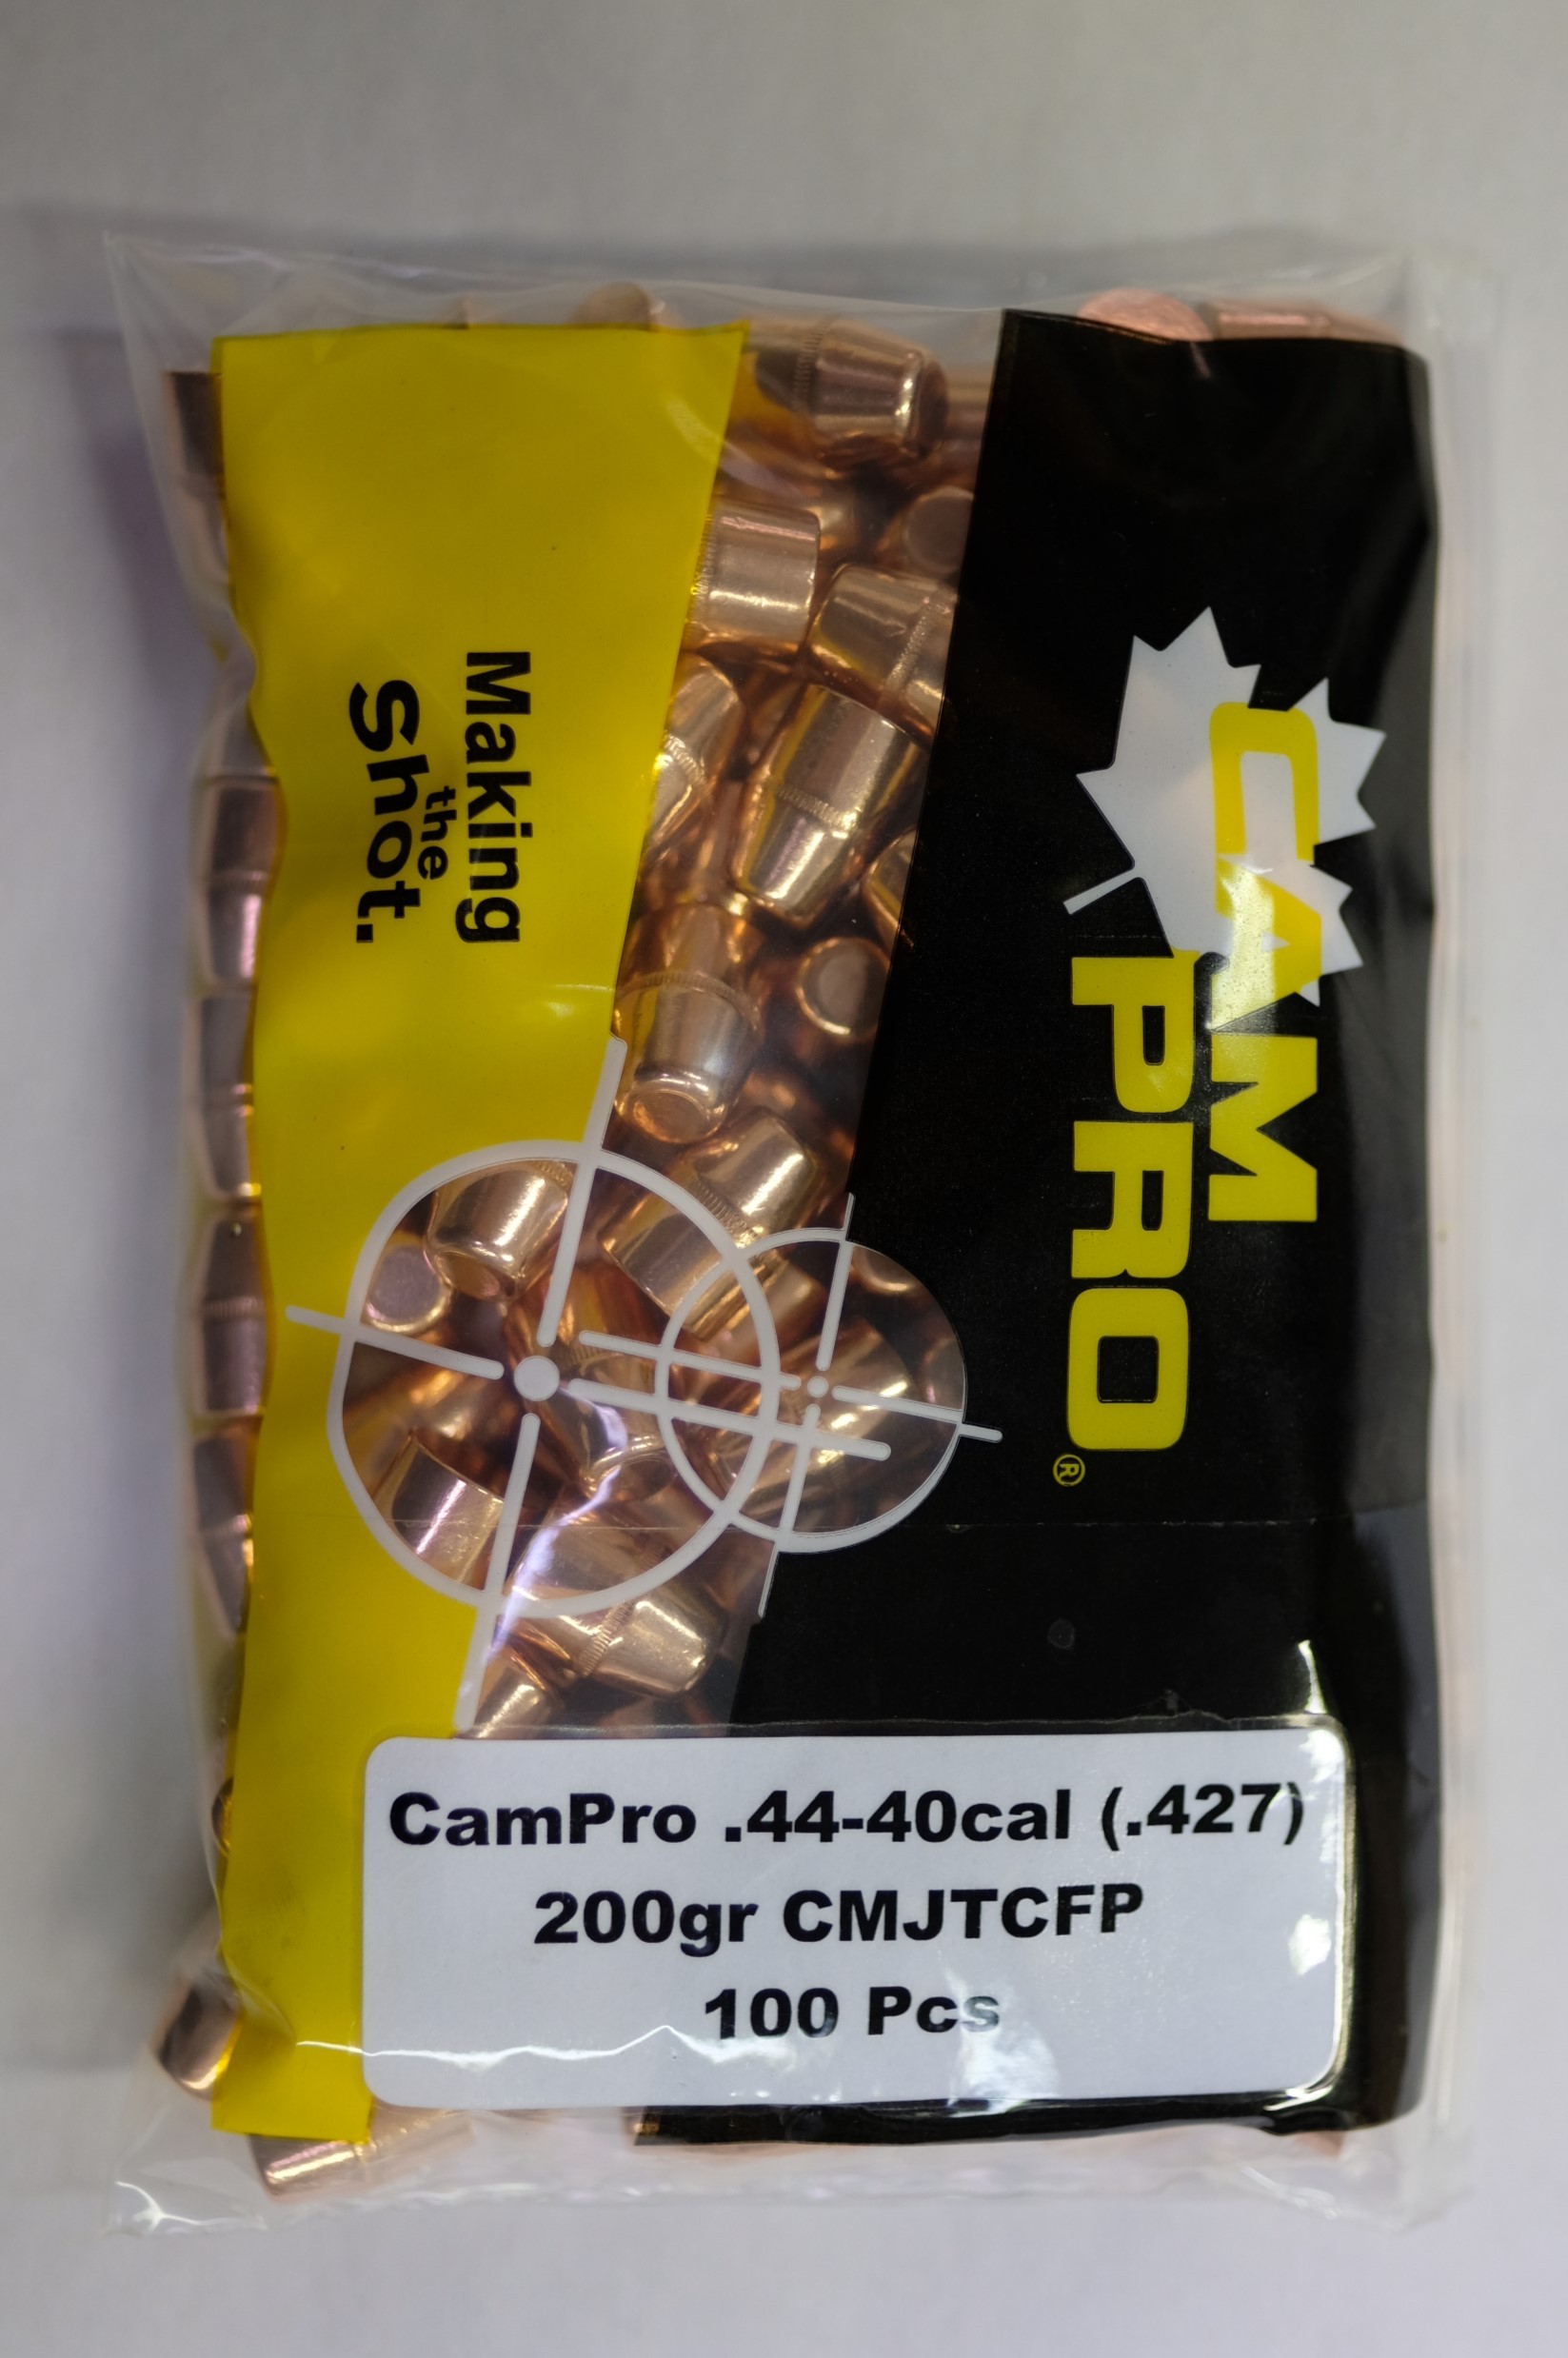 Making
the
Shot.
CAM
PRO®
CamPro .44-40cal (.427)
200gr CMJTCFP
100 Pcs